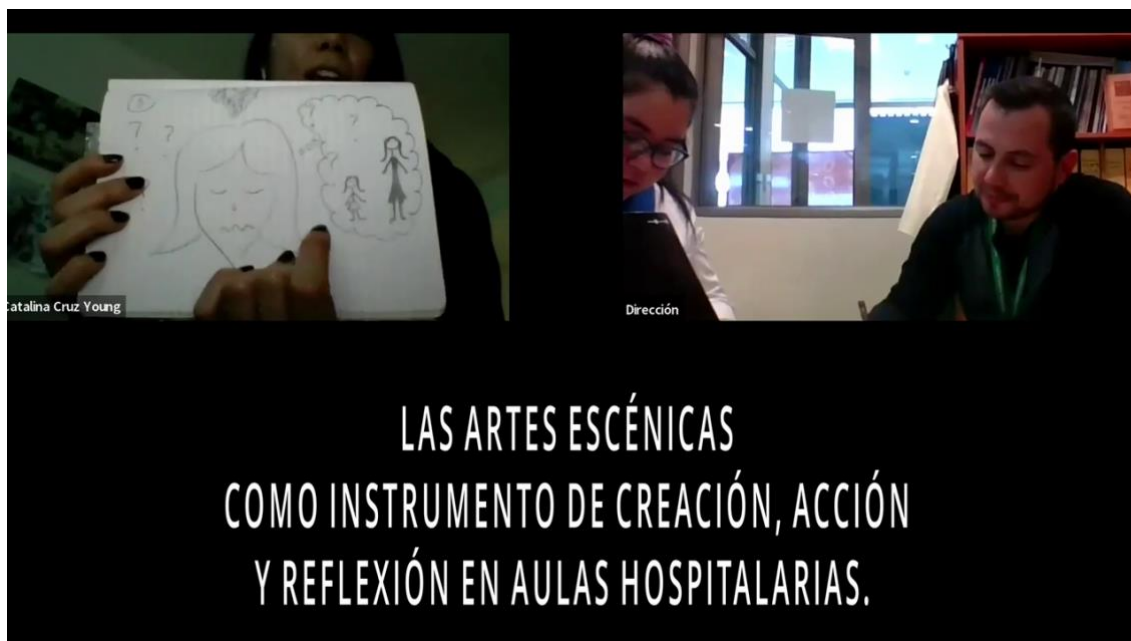 ?
?
?
Catalina Cruz Young
Dirección
LAS ARTES ESCÉNICAS
COMO INSTRUMENTO DE CREACIÓN, ACCIÓN
Y REFLEXIÓN EN AULAS HOSPITALARIAS.